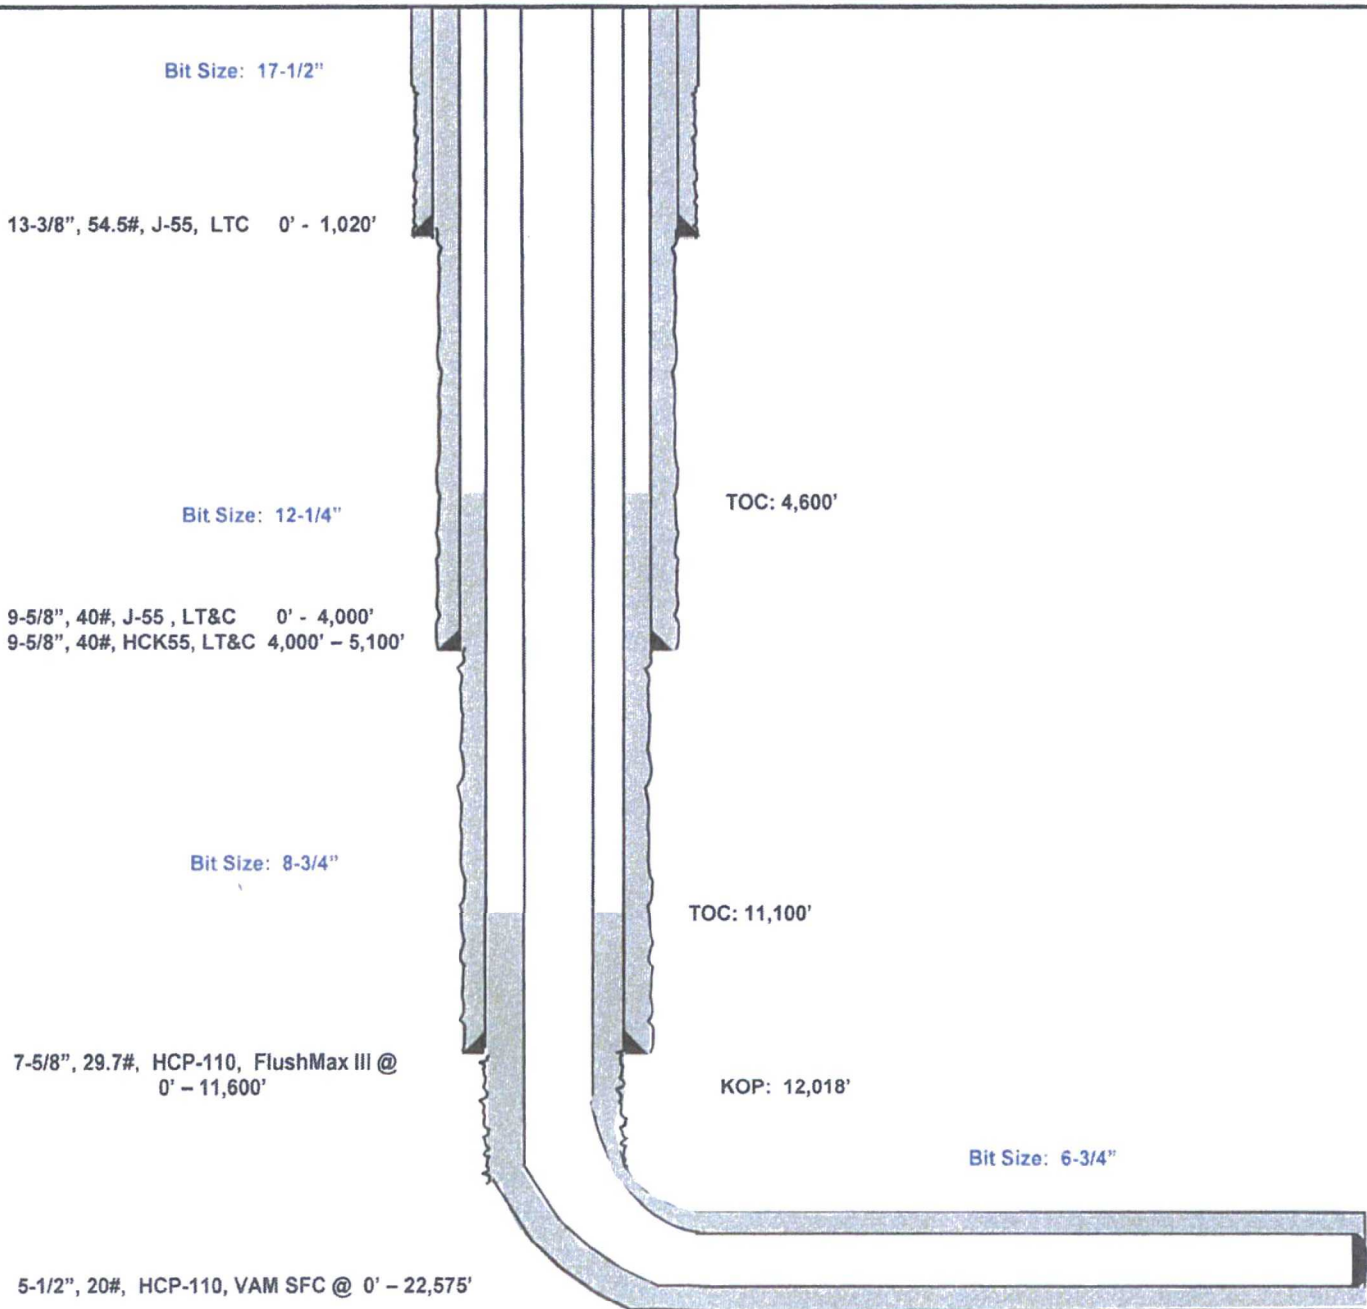 Bit Size: 17-1/2”
13-3/8”, 54.5#, J-55, LTC 0’ - 1,020’
TOC: 4,600’
Bit Size: 12-1/4”
9-5/8”, 40#, J-55 , LT&C 0’ - 4,000’
9-5/8”, 40#, HCK55, LT&C 4,000’ – 5,100’
Bit Size: 8-3/4”
TOC: 11,100’
7-5/8”, 29.7#, HCP-110, FlushMax III @
0’ – 11,600’
KOP: 12,018’
Bit Size: 6-3/4”
5-1/2”, 20#, HCP-110, VAM SFC @ 0’ – 22,575’